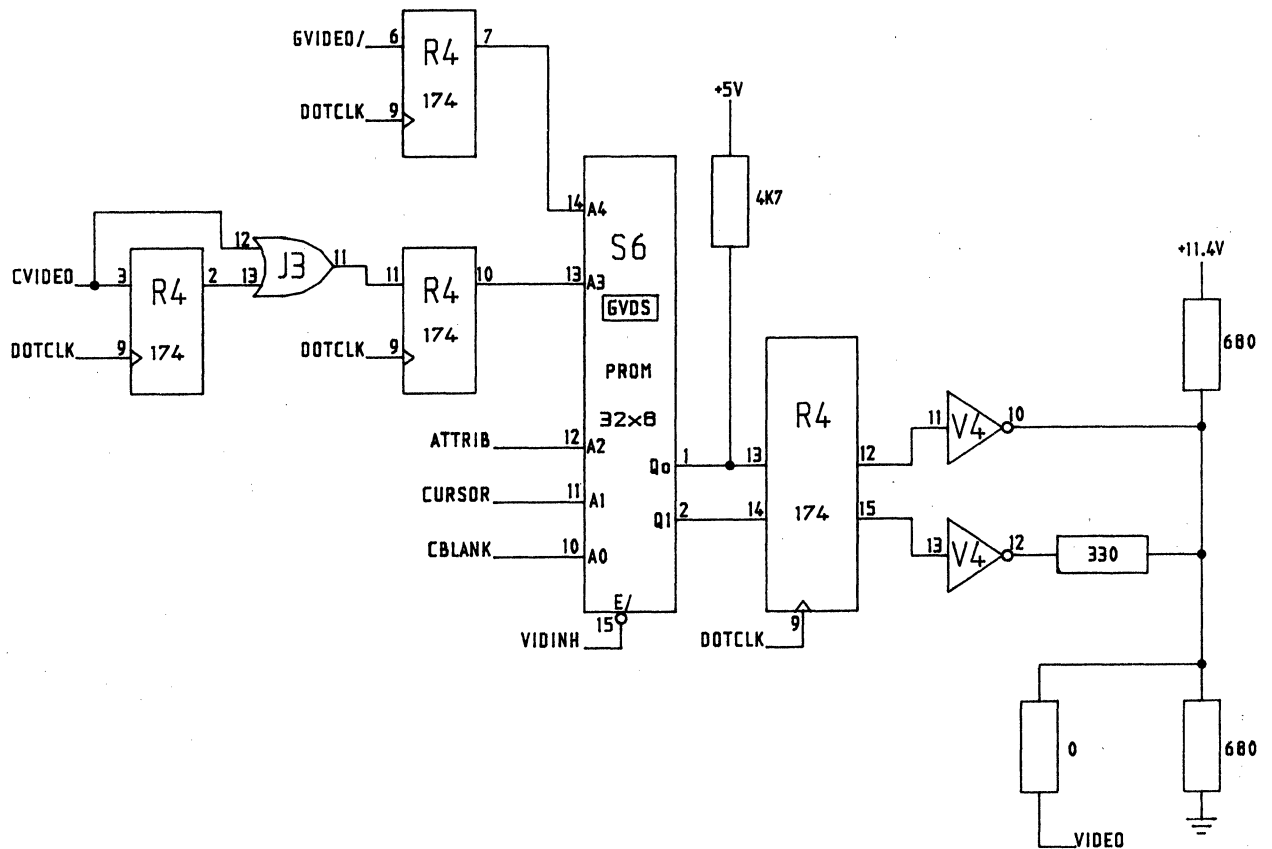 GVIDEO/ 6 R4 7
DOTCLK 9 174
+5V
4K7
14 A4
S6
12
CVIDEO 3 R4 2 13 J3 11
11 R4 10 13 A3
GVDS
DOTCLK 9 174
DOTCLK 9 174
PROM
32x8
+11.4V
680
ATTRIB 12 A2
Q0 1 13 R4 12 11 V4 10
CURSOR 11 A1
Q1 2 14 174 15 13 V4 12 330
CBLANK 10 A0
E/
VIDINH 15
DOTCLK 9
0
680
VIDEO